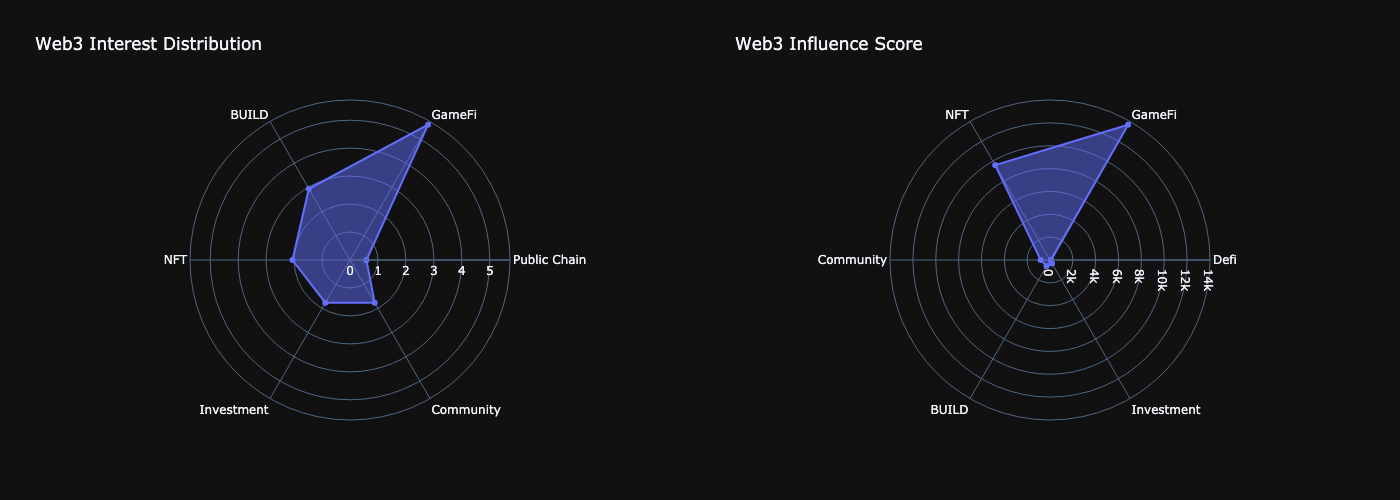 Web3 Interest Distribution
BUILD
GameFi
NFT
0 1 2 3 4 5
Public Chain
Investment
Community
Web3 Influence Score
NFT
GameFi
Community
0 2k 4k 6k 8k 10k 12k 14k
Defi
BUILD
Investment